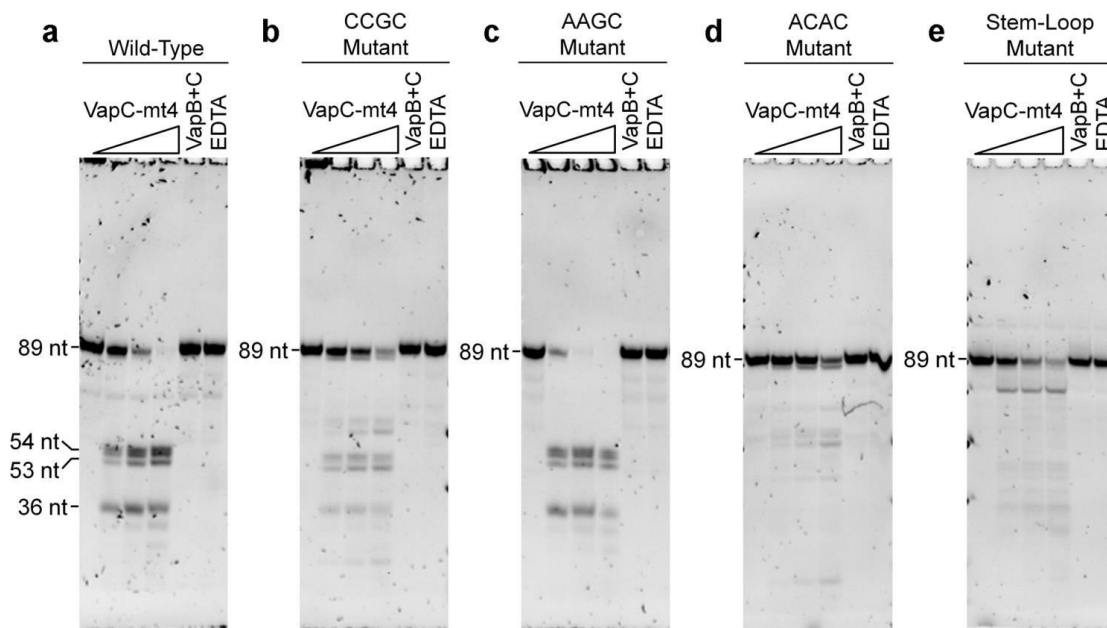 a
Wild-Type
VapC-mt4
VapB+C
EDTA
89 nt
54 nt
53 nt
36 nt
b
CCGC
Mutant
VapC-mt4
VapB+C
EDTA
89 nt
c
AAGC
Mutant
VapC-mt4
VapB+C
EDTA
89 nt
d
ACAC
Mutant
VapC-mt4
VapB+C
EDTA
89 nt
e
Stem-Loop
Mutant
VapC-mt4
VapB+C
EDTA
89 nt